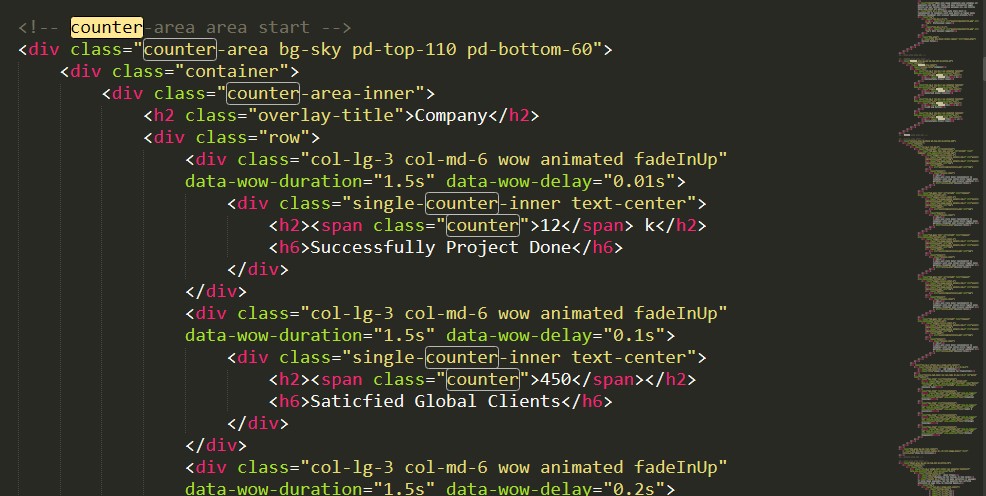 <!-- counter-area area start -->
<div class="counter-area bg-sky pd-top-110 pd-bottom-60">
<div class="container">
<div class="counter-area-inner">
<h2 class="overlay-title">Company</h2>
<div class="row">
<div class="col-lg-3 col-md-6 wow animated fadeInUp"
data-wow-duration="1.5s" data-wow-delay="0.01s">
<div class="single-counter-inner text-center">
<h2><span class="counter">12</span> k</h2>
<h6>Successfully Project Done</h6>
</div>
</div>
<div class="col-lg-3 col-md-6 wow animated fadeInUp"
data-wow-duration="1.5s" data-wow-delay="0.1s">
<div class="single-counter-inner text-center">
<h2><span class="counter">450</span></h2>
<h6>Saticfied Global Clients</h6>
</div>
</div>
<div class="col-lg-3 col-md-6 wow animated fadeInUp"
data-wow-duration="1.5s" data-wow-delay="0.2s">